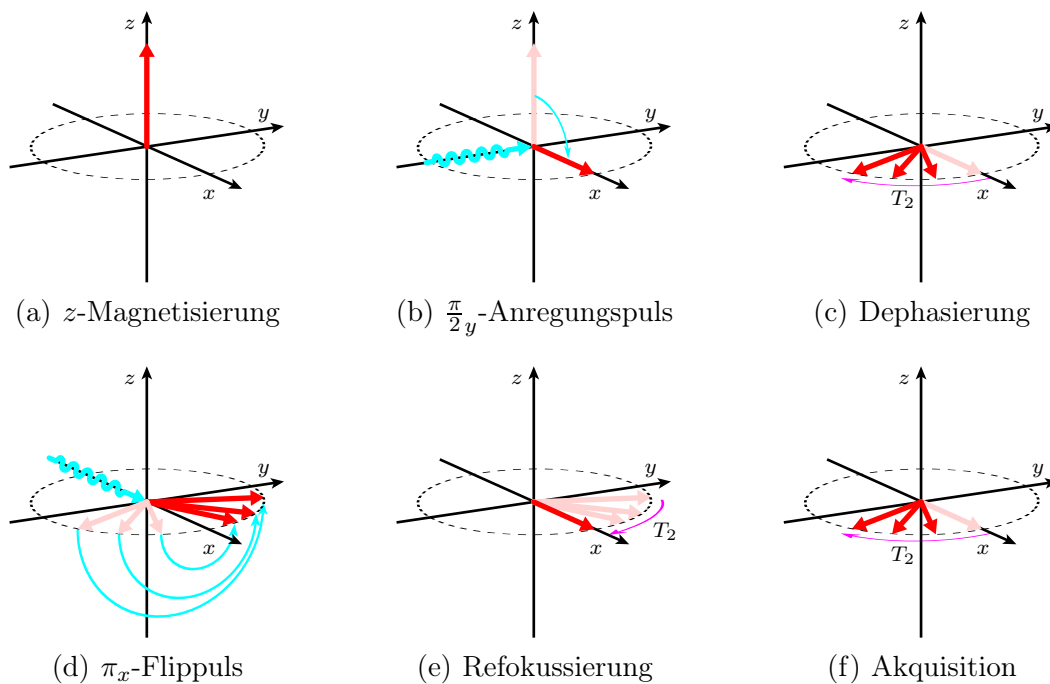 z
y
x
(a) z-Magnetisierung
z
y
x
(b) π/2 y-Anregungspuls
z
y
x
T₂
(c) Dephasierung
z
y
x
(d) πₓ-Flippuls
z
y
x
T₂
(e) Refokussierung
z
y
x
T₂
(f) Akquisition